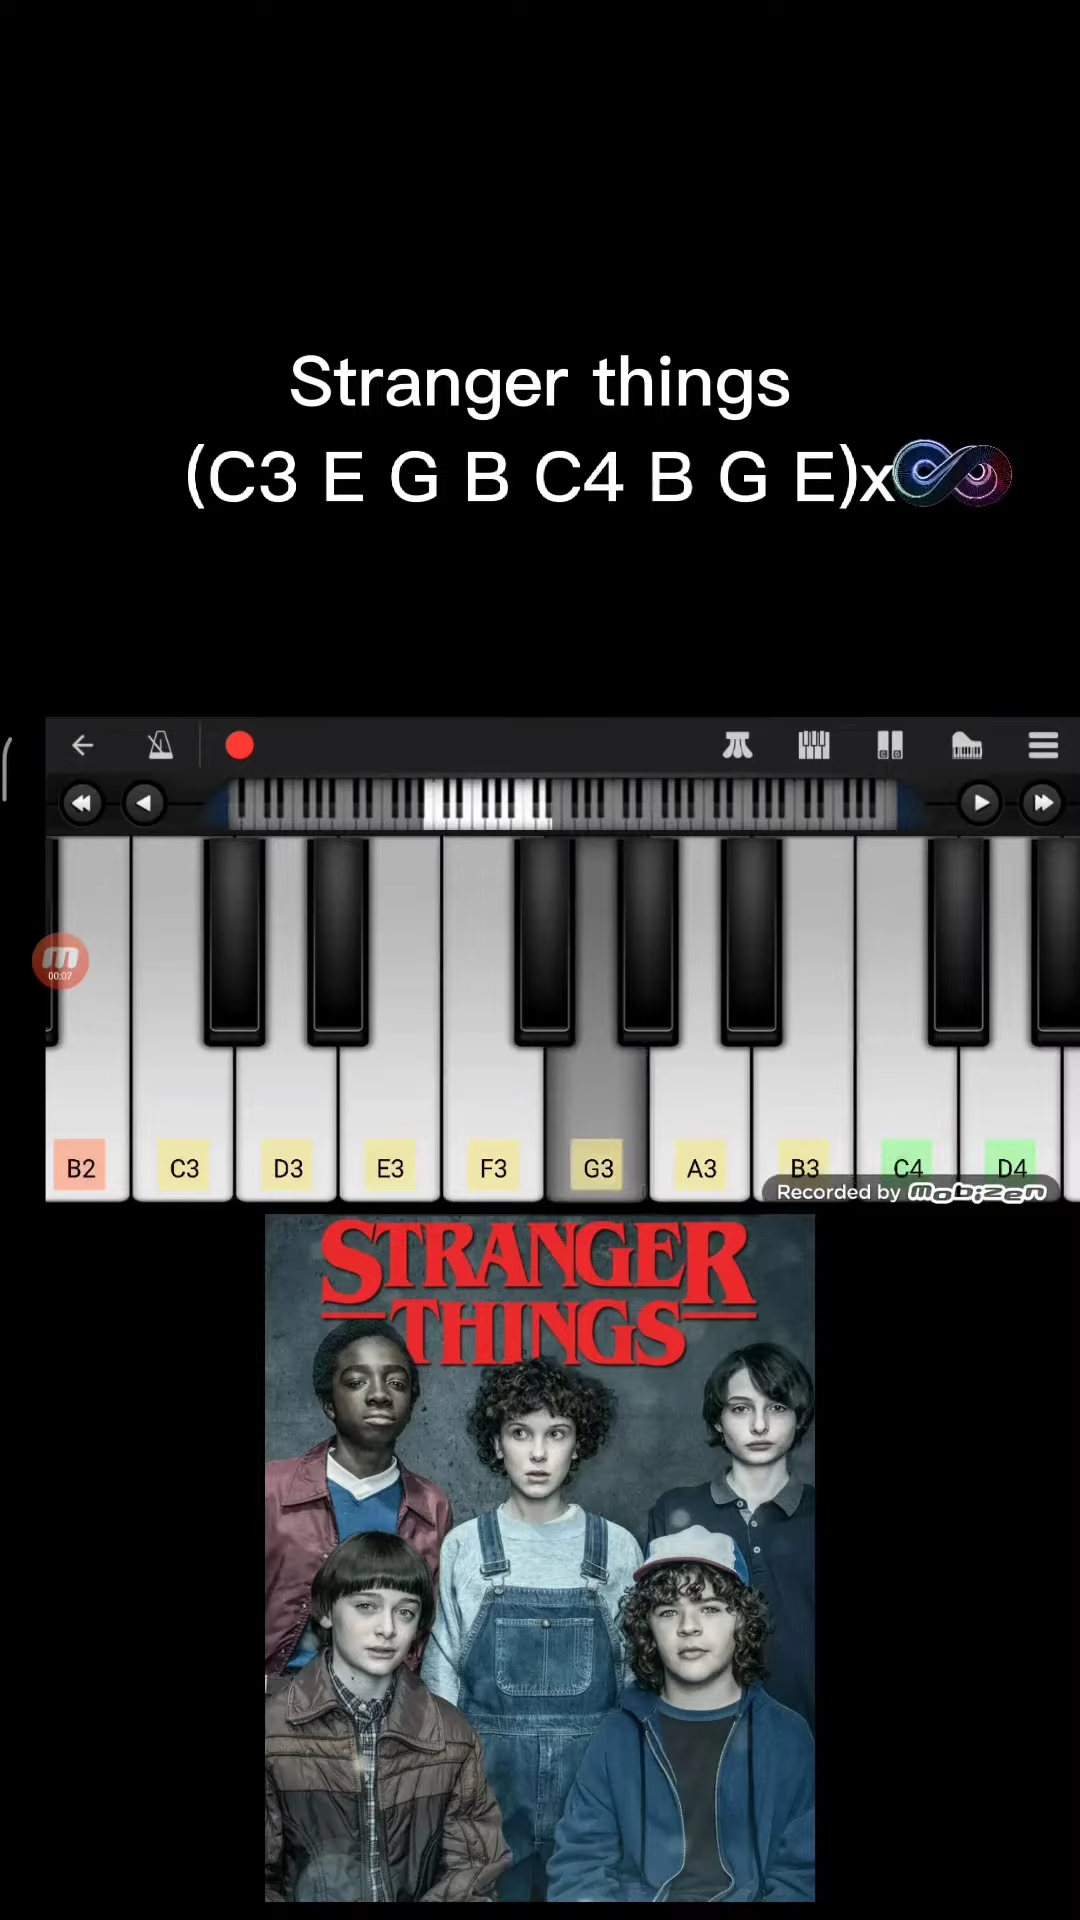 Stranger things
(C3 E G B C4 B G E)x
00:07
B2 C3 D3 E3 F3 G3 A3 B3 C4 D4
Recorded by mobizen
STRANGER
THINGS